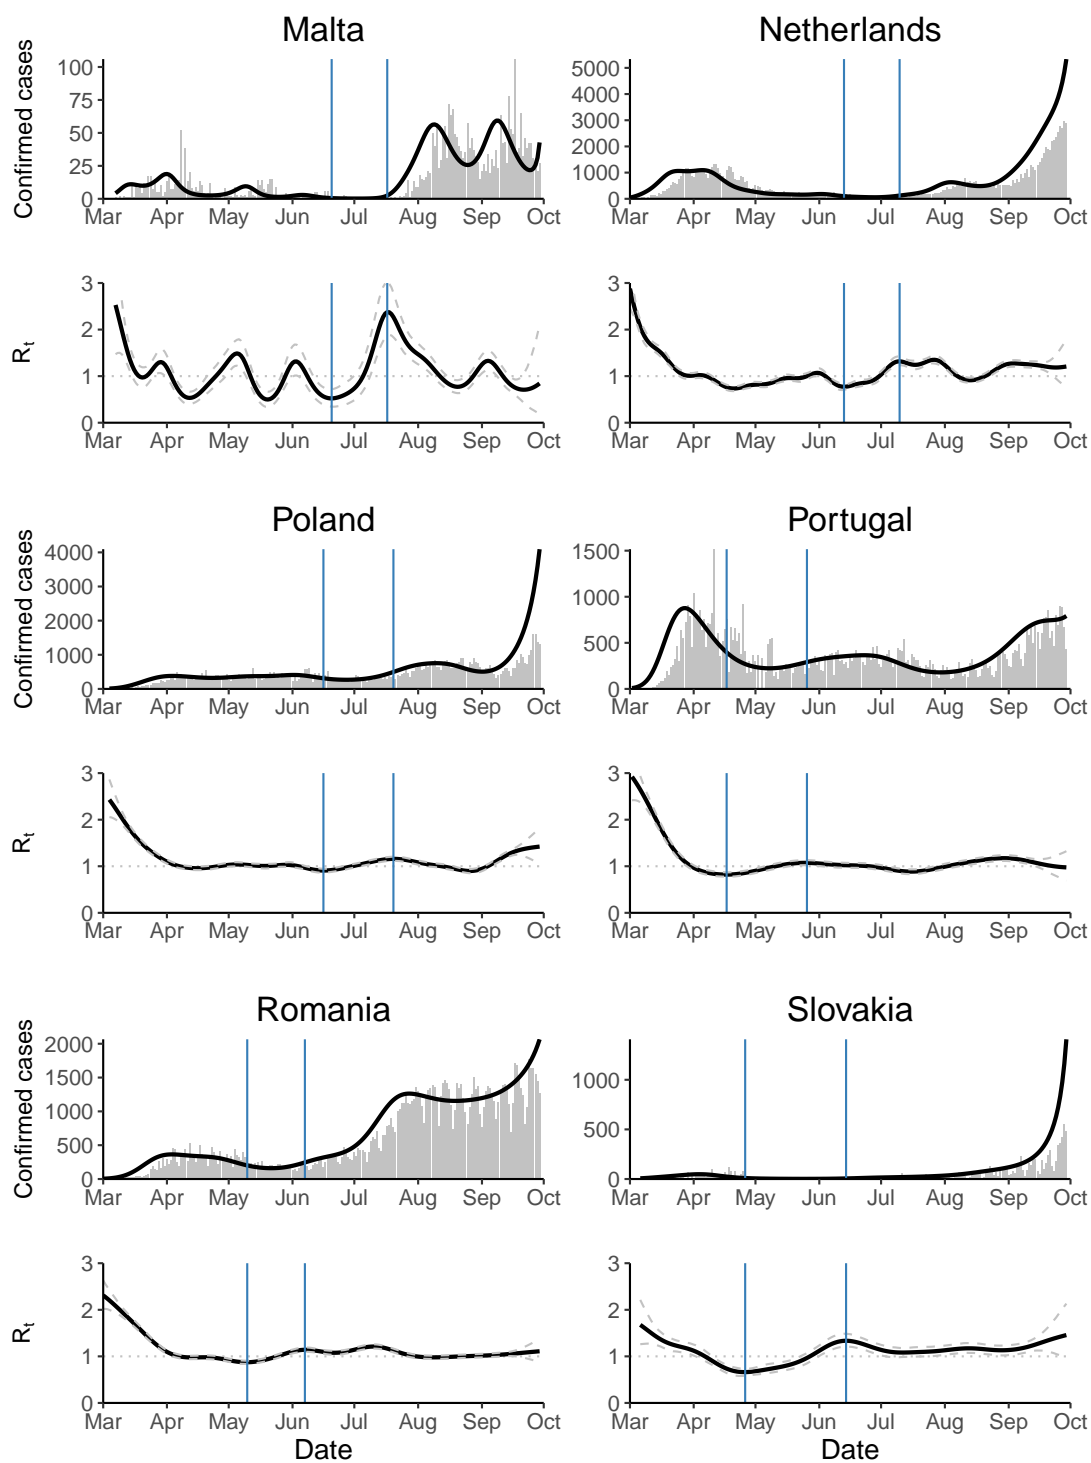 Malta
Confirmed cases
100
75
50
25
0
Mar Apr May Jun Jul Aug Sep Oct
Rt
3
2
1
0
Mar Apr May Jun Jul Aug Sep Oct
Netherlands
5000
4000
3000
2000
1000
0
Mar Apr May Jun Jul Aug Sep Oct
3
2
1
0
Mar Apr May Jun Jul Aug Sep Oct
Poland
Confirmed cases
4000
3000
2000
1000
0
Mar Apr May Jun Jul Aug Sep Oct
Rt
3
2
1
0
Mar Apr May Jun Jul Aug Sep Oct
Portugal
1500
1000
500
0
Mar Apr May Jun Jul Aug Sep Oct
3
2
1
0
Mar Apr May Jun Jul Aug Sep Oct
Romania
Confirmed cases
2000
1500
1000
500
0
Mar Apr May Jun Jul Aug Sep Oct
Rt
3
2
1
0
Mar Apr May Jun Jul Aug Sep Oct
Date
Slovakia
1000
500
0
Mar Apr May Jun Jul Aug Sep Oct
3
2
1
0
Mar Apr May Jun Jul Aug Sep Oct
Date